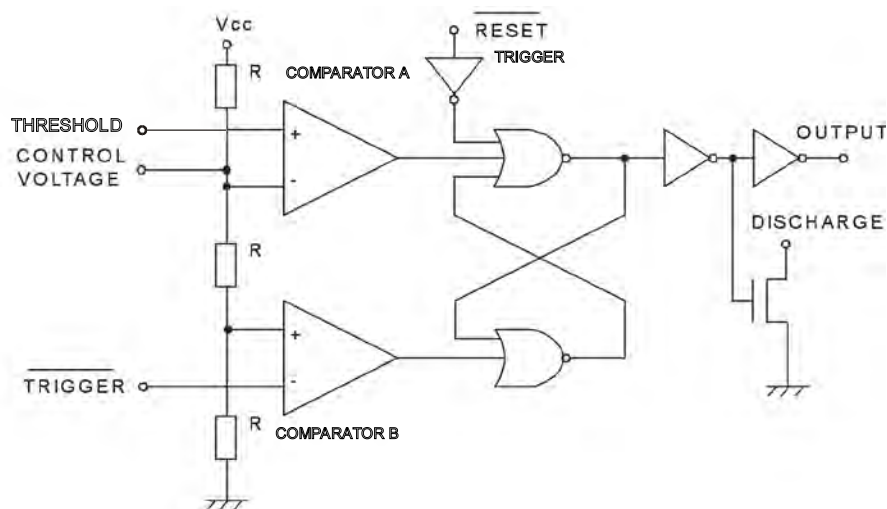 Vcc
RESET
TRIGGER
R
COMPARATOR A
THRESHOLD
OUTPUT
CONTROL
VOLTAGE
+
-
DISCHARGE
R
+
TRIGGER
-
R
COMPARATOR B